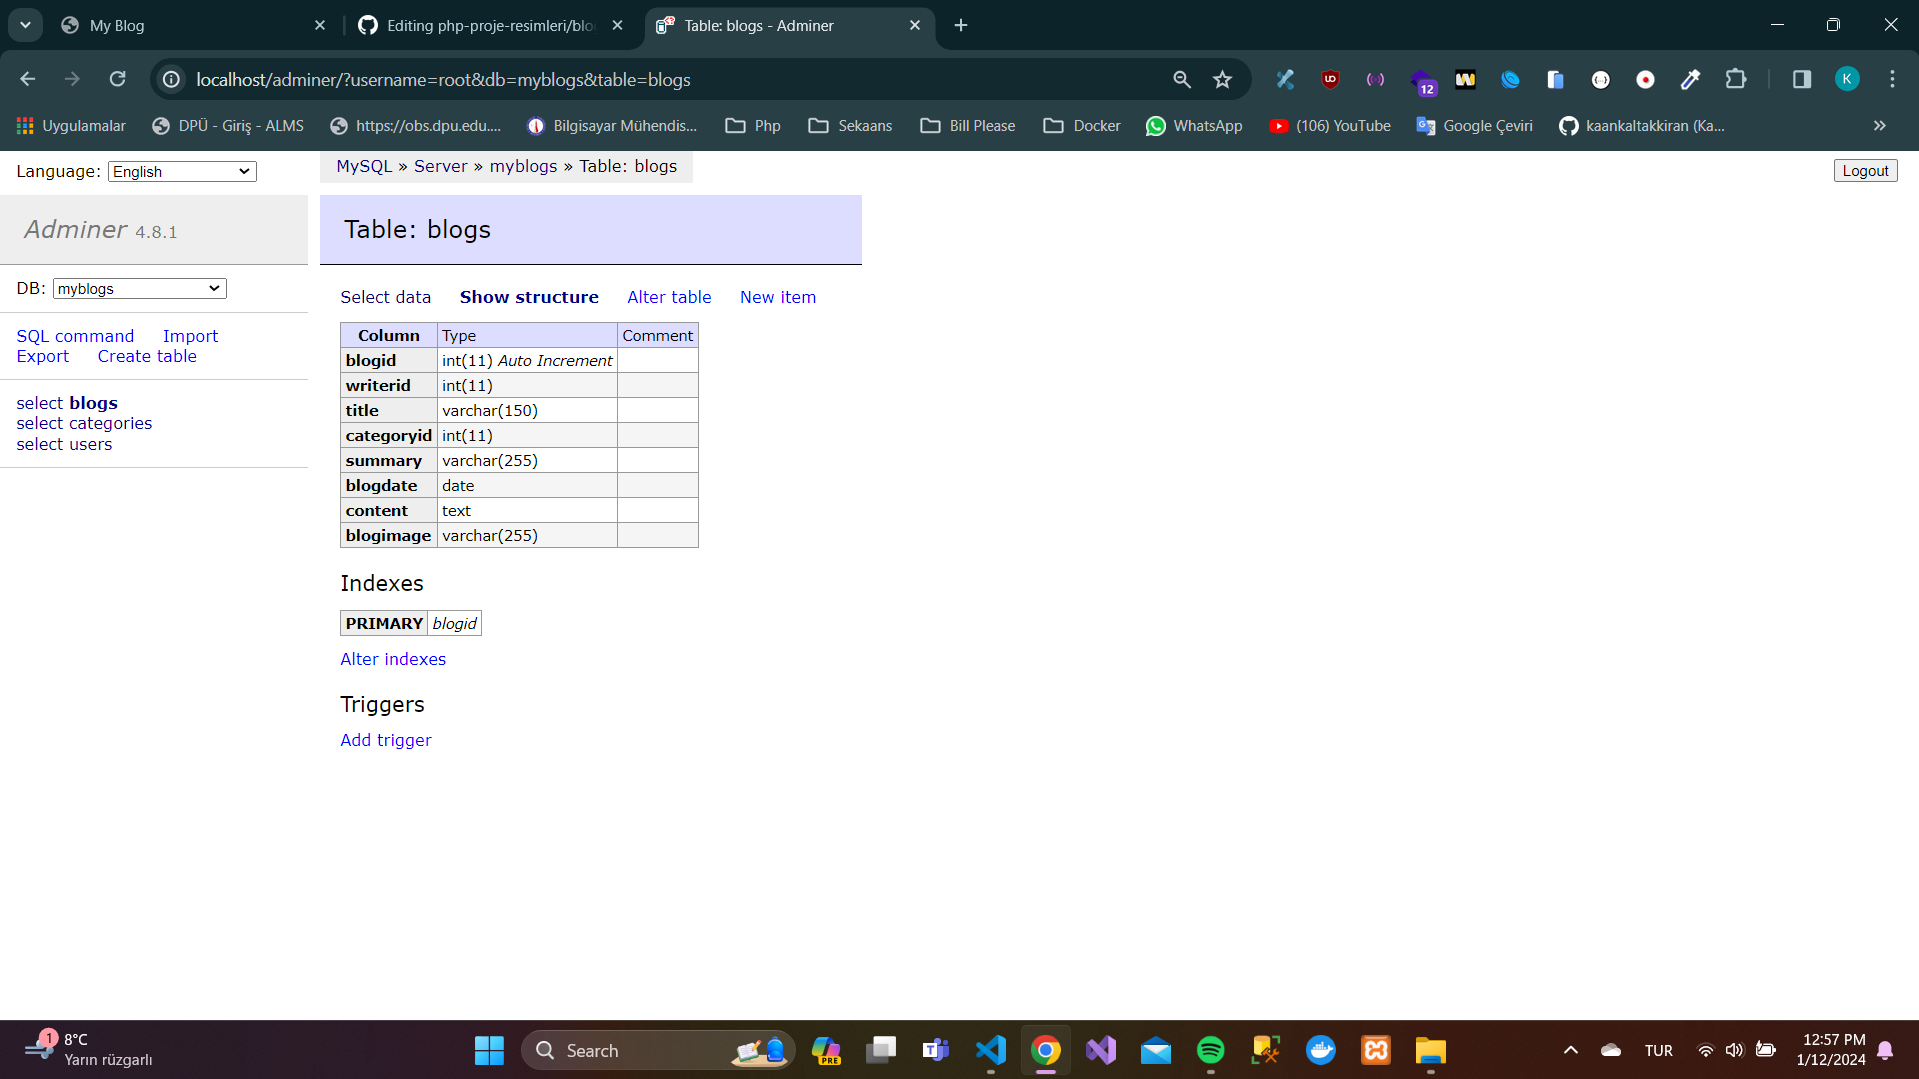 My Blog
Editing php-proje-resimleri/blo
Table: blogs - Adminer
localhost/adminer/?username=root&db=myblogs&table=blogs
12
K
Uygulamalar
DPÜ - Giriş - ALMS
https://obs.dpu.edu....
Bilgisayar Mühendis...
Php
Sekaans
Bill Please
Docker
WhatsApp
(106) YouTube
Google Çeviri
kaankaltakkiran (Ka...
»
Language: English
MySQL » Server » myblogs » Table: blogs
Logout
Adminer 4.8.1
Table: blogs
DB: myblogs
Select data Show structure Alter table New item
SQL command Import
Export Create table
select blogs
select categories
select users
Column Type Comment
blogid int(11) Auto Increment
writerid int(11)
title varchar(150)
categoryid int(11)
summary varchar(255)
blogdate date
content text
blogimage varchar(255)
Indexes
PRIMARY blogid
Alter indexes
Triggers
Add trigger
1
8°C
Yarın rüzgarlı
Search
PRE
TUR
12:57 PM
1/12/2024